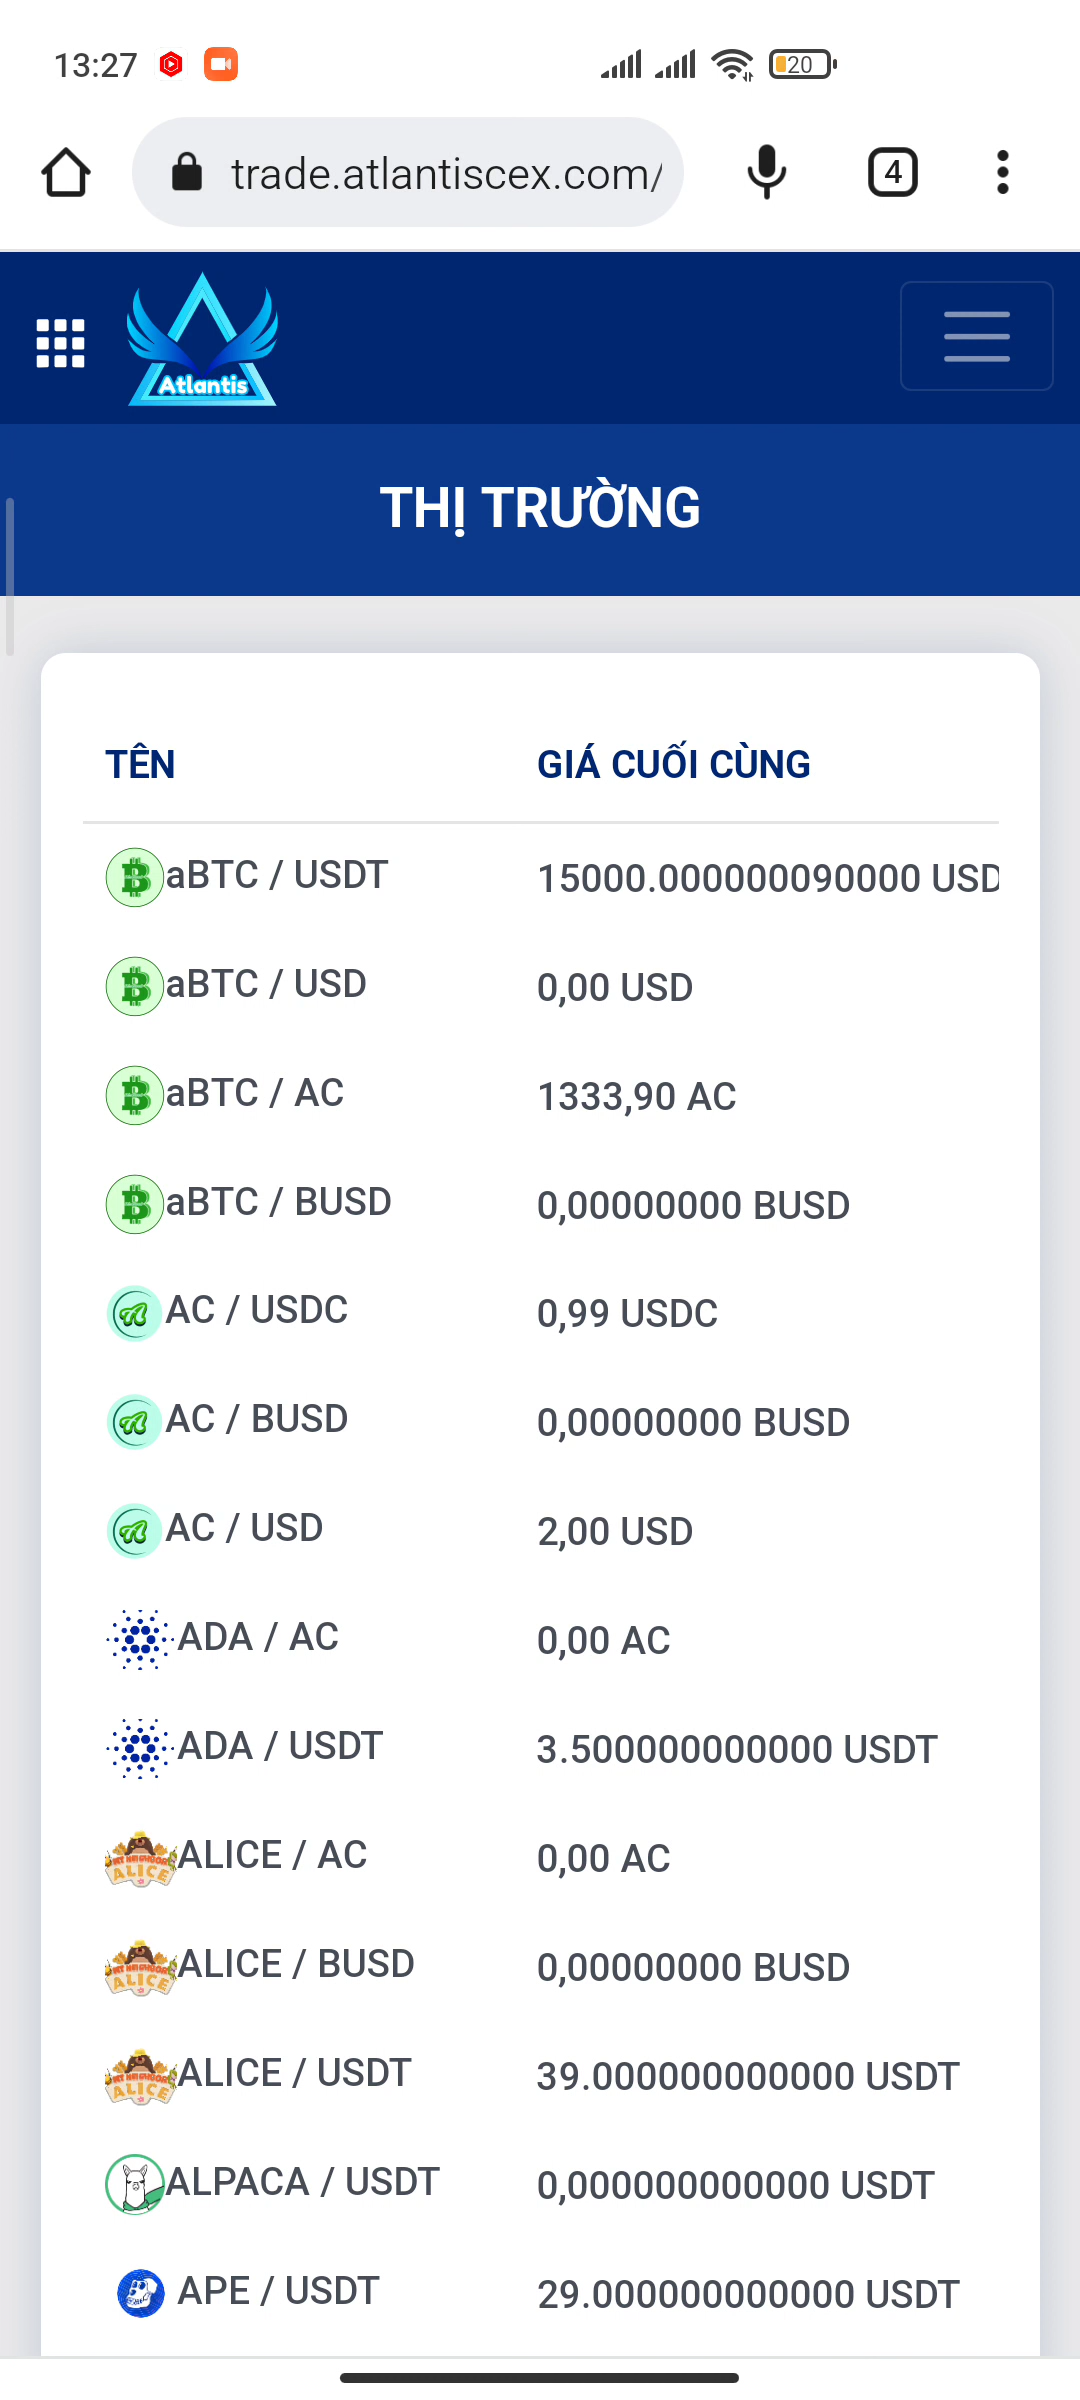 13:27
20
trade.atlantiscex.com/
4
Atlantis
THỊ TRƯỜNG
TÊN GIÁ CUỐI CÙNG
aBTC / USDT 15000.000000090000 USD
aBTC / USD 0,00 USD
aBTC / AC 1333,90 AC
aBTC / BUSD 0,00000000 BUSD
AC / USDC 0,99 USDC
AC / BUSD 0,00000000 BUSD
AC / USD 2,00 USD
ADA / AC 0,00 AC
ADA / USDT 3.500000000000 USDT
ALICE / AC 0,00 AC
ALICE / BUSD 0,00000000 BUSD
ALICE / USDT 39.000000000000 USDT
ALPACA / USDT 0,000000000000 USDT
APE / USDT 29.000000000000 USDT